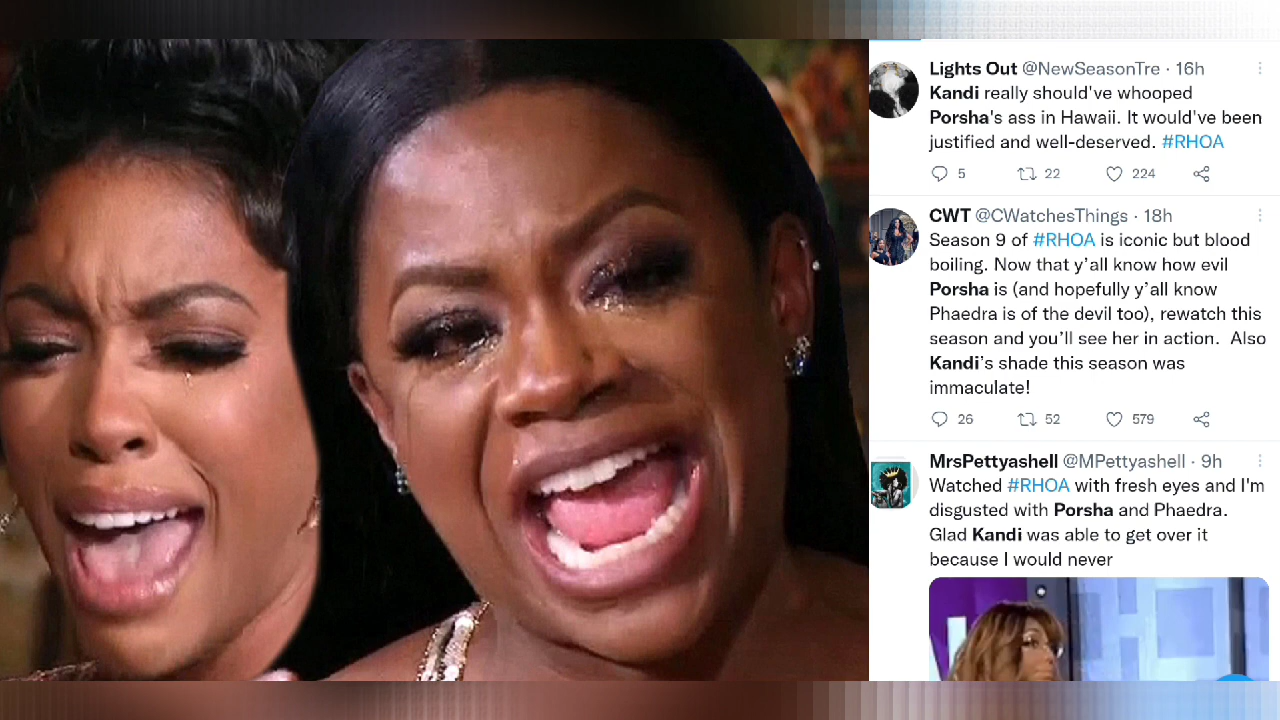 Lights Out @NewSeasonTre · 16h
Kandi really should've whooped
Porsha's ass in Hawaii. It would've been
justified and well-deserved. #RHOA
5 22 224
CWT @CWatchesThings · 18h
Season 9 of #RHOA is iconic but blood
boiling. Now that y'all know how evil
Porsha is (and hopefully y'all know
Phaedra is of the devil too), rewatch this
season and you'll see her in action. Also
Kandi's shade this season was
immaculate!
26 52 579
MrsPettyashell @MPettyashell · 9h
Watched #RHOA with fresh eyes and I'm
disgusted with Porsha and Phaedra.
Glad Kandi was able to get over it
because I would never